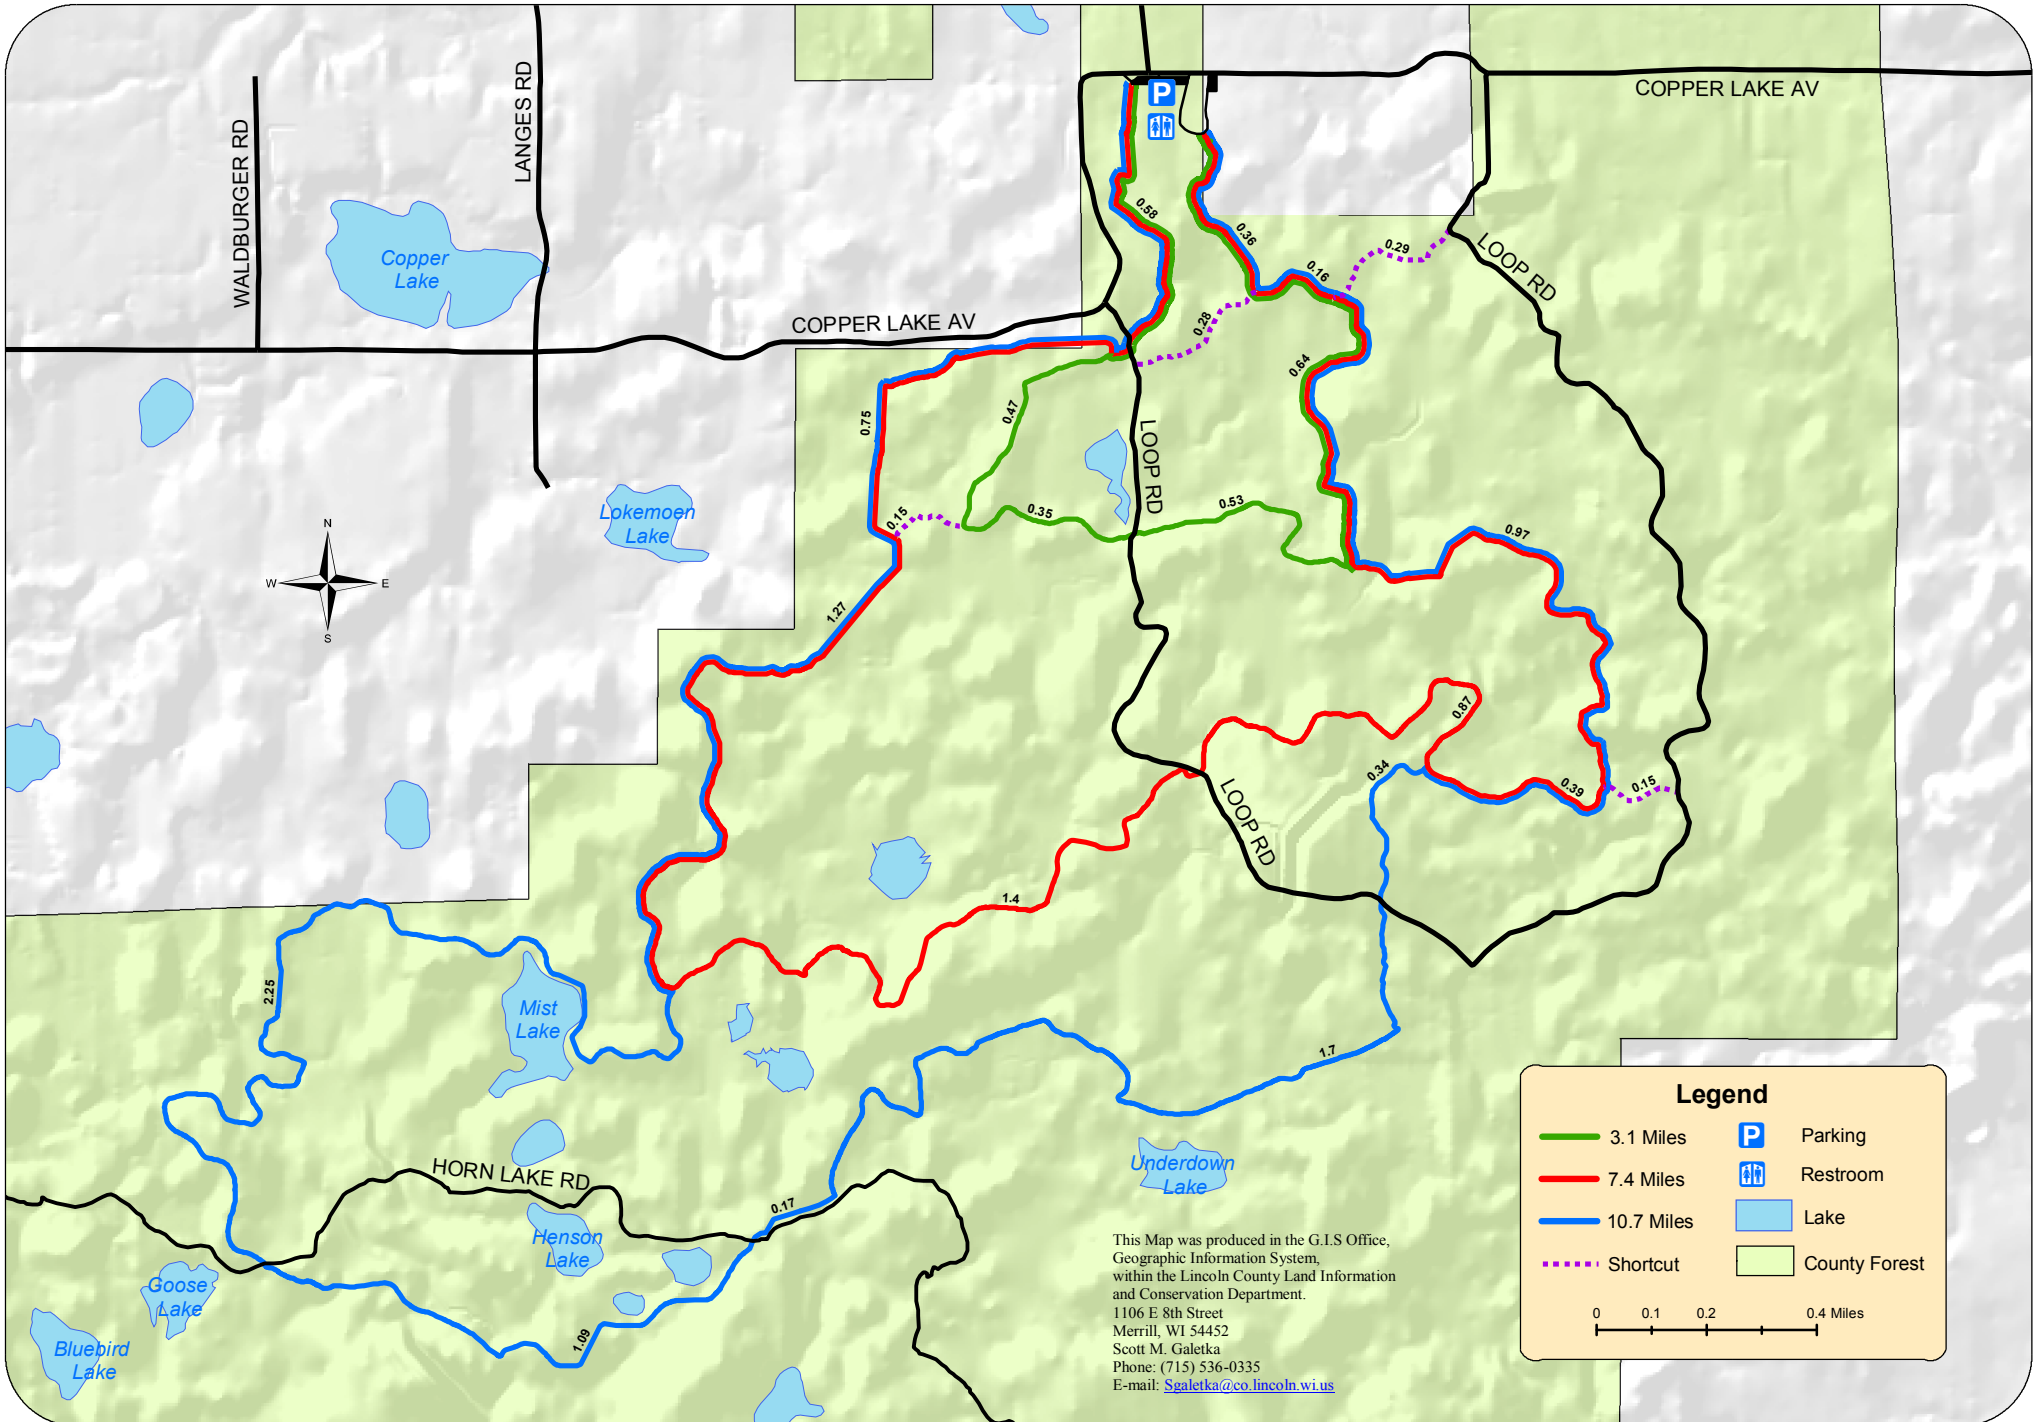 COPPER LAKE AV
WALDBURGER RD
LANGES RD
P
0.58
0.36
0.29
0.16
LOOP RD
Copper
Lake
0.28
COPPER LAKE AV
0.64
0.75
0.47
LOOP RD
Lokemoen
Lake
0.15
0.35
0.53
0.97
N
W
E
S
1.27
0.87
0.34
0.39
0.15
LOOP RD
1.4
2.25
Mist
Lake
1.7
Underdown
Lake
HORN LAKE RD
0.17
Henson
Lake
Goose
Lake
1.09
Bluebird
Lake
This Map was produced in the G.I.S Office,
Geographic Information System,
within the Lincoln County Land Information
and Conservation Department.
1106 E 8th Street
Merrill, WI 54452
Scott M. Galetka
Phone: (715) 536-0335
E-mail: Sgaletka@co.lincoln.wi.us
Legend
3.1 Miles
P
Parking
7.4 Miles
Restroom
10.7 Miles
Lake
Shortcut
County Forest
0 0.1 0.2 0.4 Miles